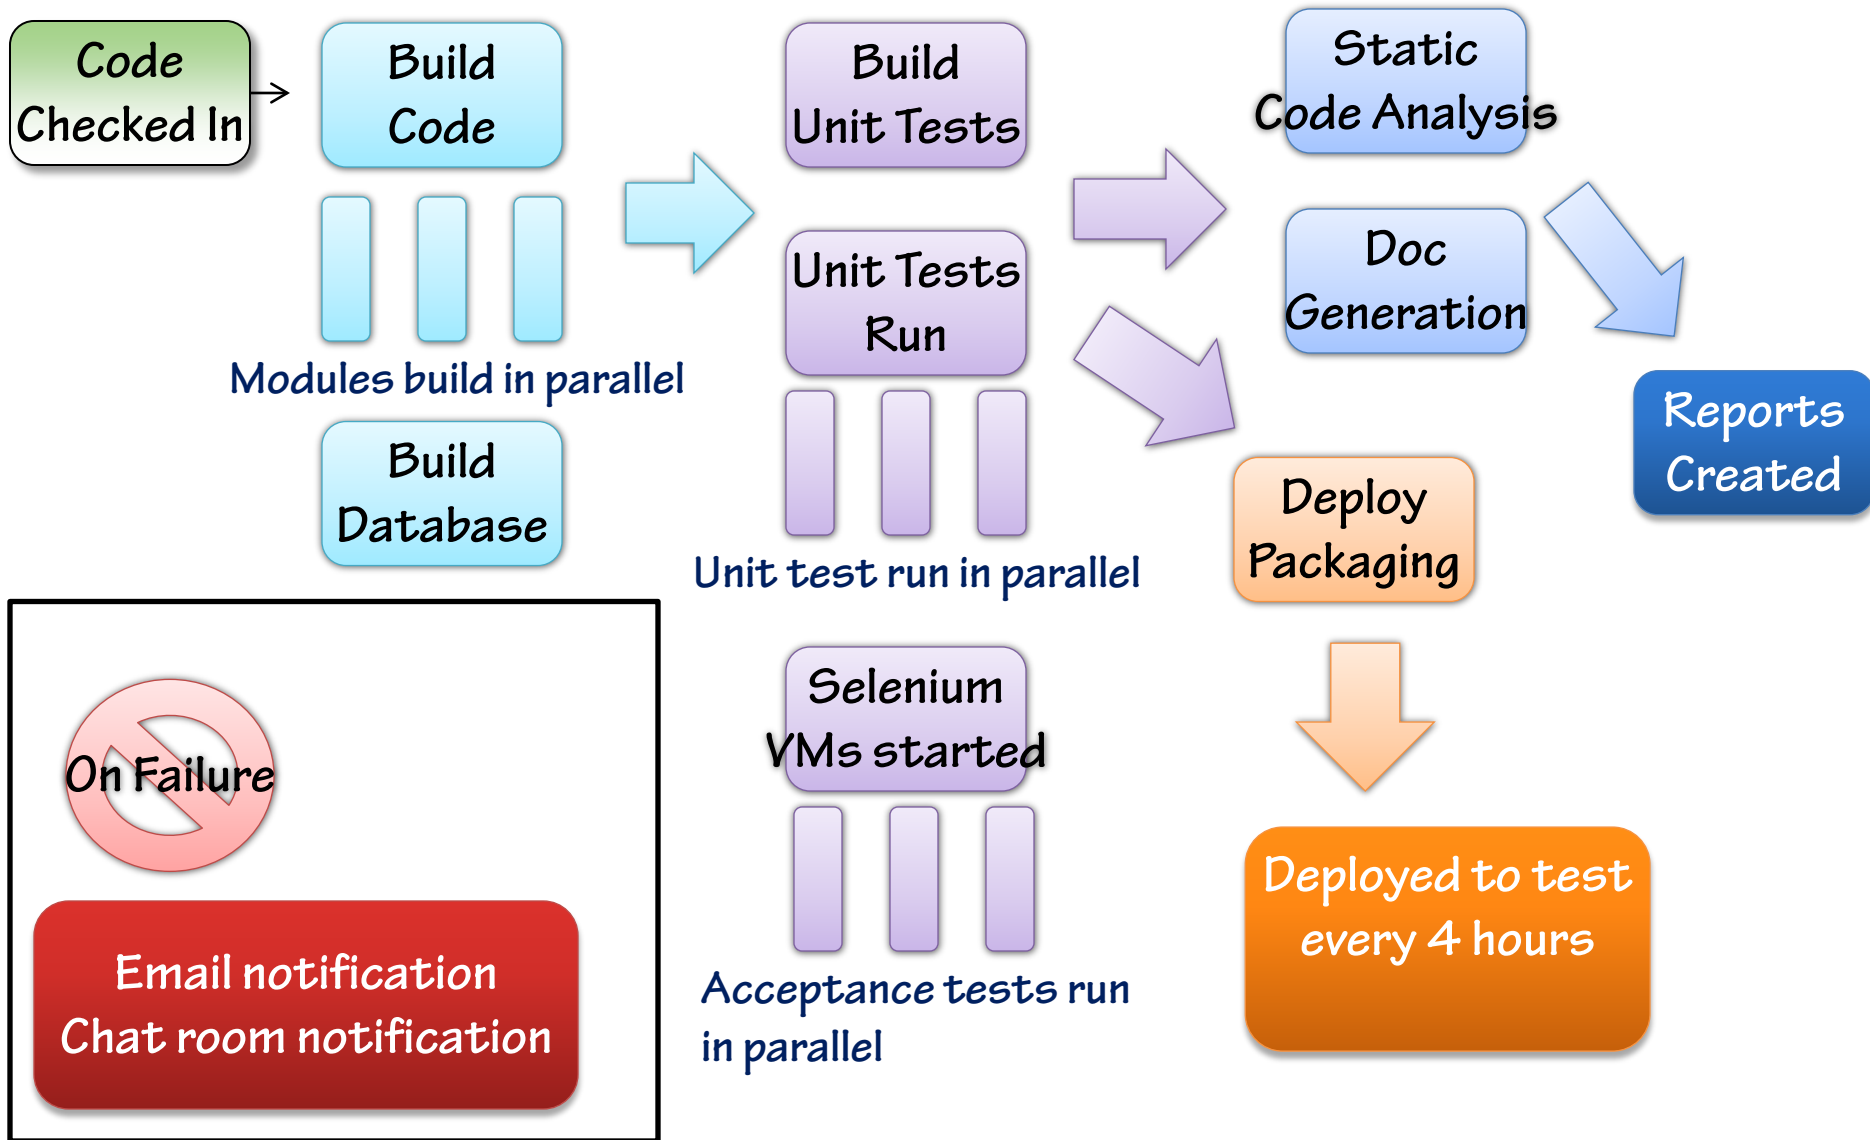 Code
Checked In
Build
Code
Modules build in parallel
Build
Database
Build
Unit Tests
Unit Tests
Run
Unit test run in parallel
Selenium
VMs started
Acceptance tests run
in parallel
Static
Code Analysis
Doc
Generation
Reports
Created
Deploy
Packaging
Deployed to test
every 4 hours
On Failure
Email notification
Chat room notification